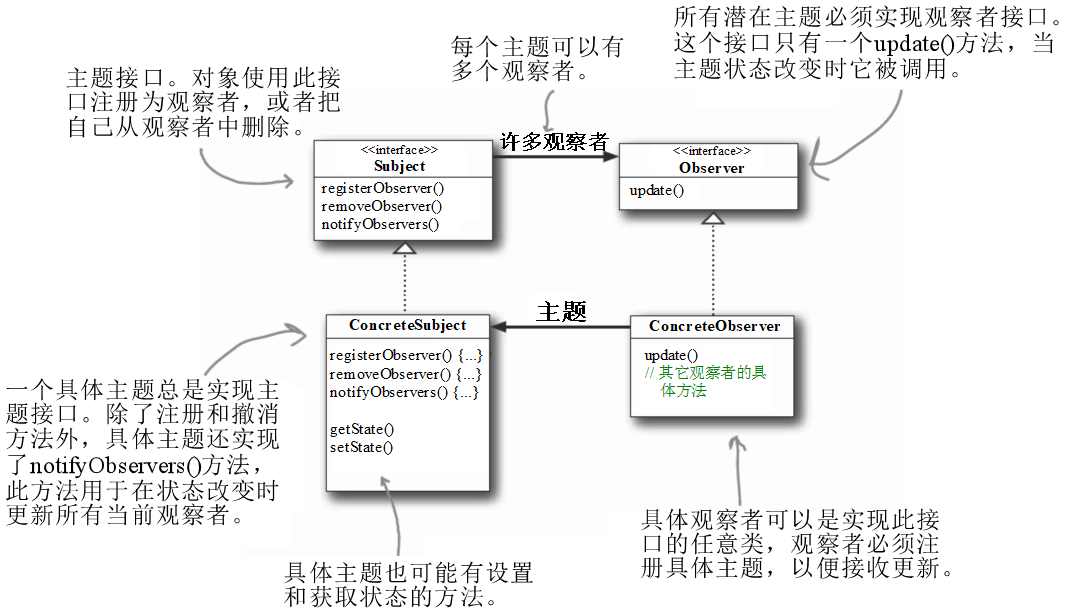 所有潜在主题必须实现观察者接口。
这个接口只有一个update()方法，当
主题状态改变时它被调用。
每个主题可以有
多个观察者。
主题接口。对象使用此接
口注册为观察者，或者把
自己从观察者中删除。
许多观察者
<<interface>>
Subject
registerObserver()
removeObserver()
notifyObservers()
<<interface>>
Observer
update()
主题
ConcreteSubject
registerObserver() {...}
removeObserver() {...}
notifyObservers() {...}
getState()
setState()
ConcreteObserver
update()
// 其它观察者的具
体方法
一个具体主题总是实现主
题接口。除了注册和撤消
方法外，具体主题还实现
了notifyObservers()方法，
此方法用于在状态改变时
更新所有当前观察者。
具体主题也可能有设置
和获取状态的方法。
具体观察者可以是实现此接
口的任意类，观察者必须注
册具体主题，以便接收更新。